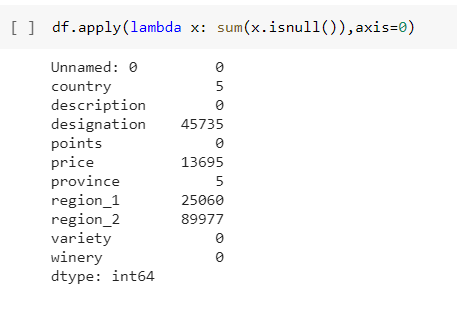 [ ] df.apply(lambda x: sum(x.isnull()),axis=0)
Unnamed: 0 0
country 5
description 0
designation 45735
points 0
price 13695
province 5
region_1 25060
region_2 89977
variety 0
winery 0
dtype: int64